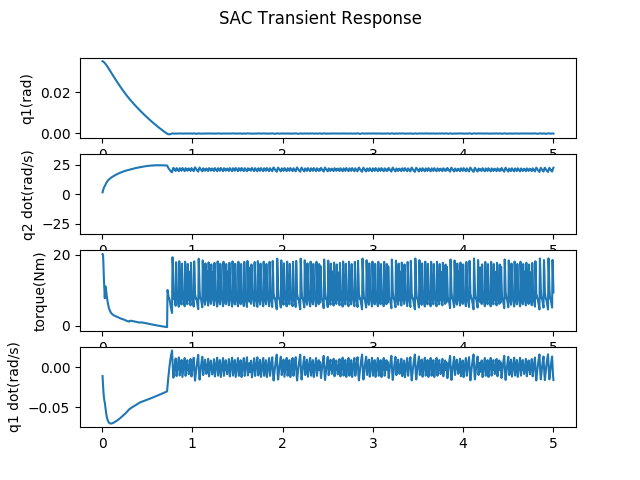 SAC Transient Response
q1(rad)
0.02
0.00
0 1 2 3 4 5
q2 dot(rad/s)
25
0
−25
0 1 2 3 4 5
torque(Nm)
20
10
0
0 1 2 3 4 5
q1 dot(rad/s)
0.00
−0.05
0 1 2 3 4 5